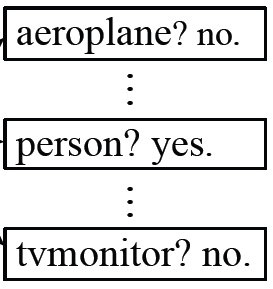 aeroplane? no.
⋮
person? yes.
⋮
tvmonitor? no.